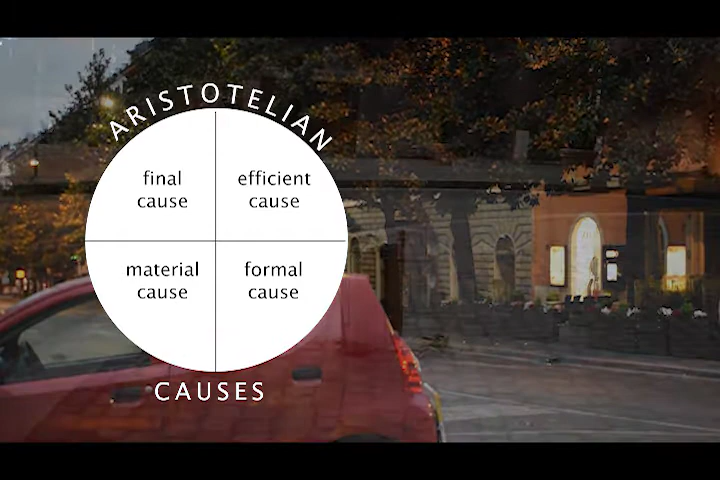 ARISTOTELIAN
final
cause
efficient
cause
material
cause
formal
cause
CAUSES